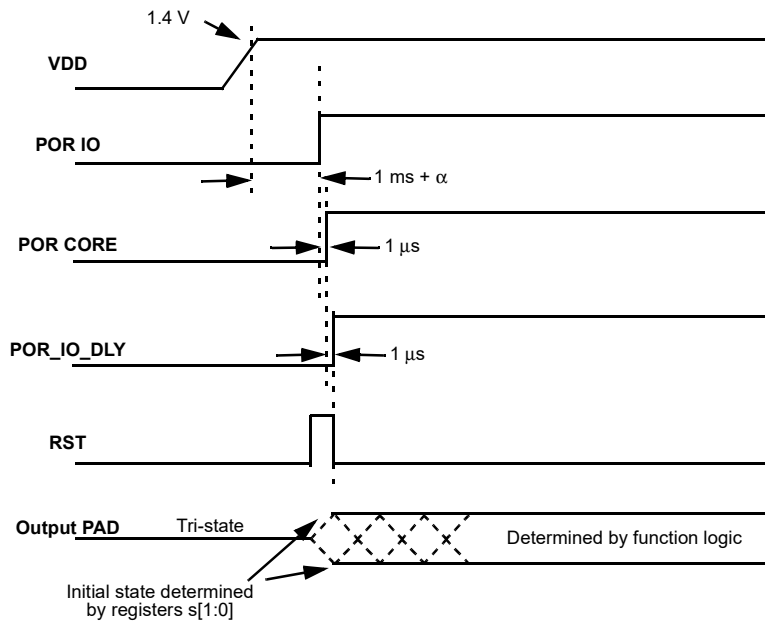 1.4 V
VDD
POR IO
1 ms + α
POR CORE
1 μs
POR_IO_DLY
1 μs
RST
Output PAD
Tri-state
Determined by function logic
Initial state determined
by registers s[1:0]